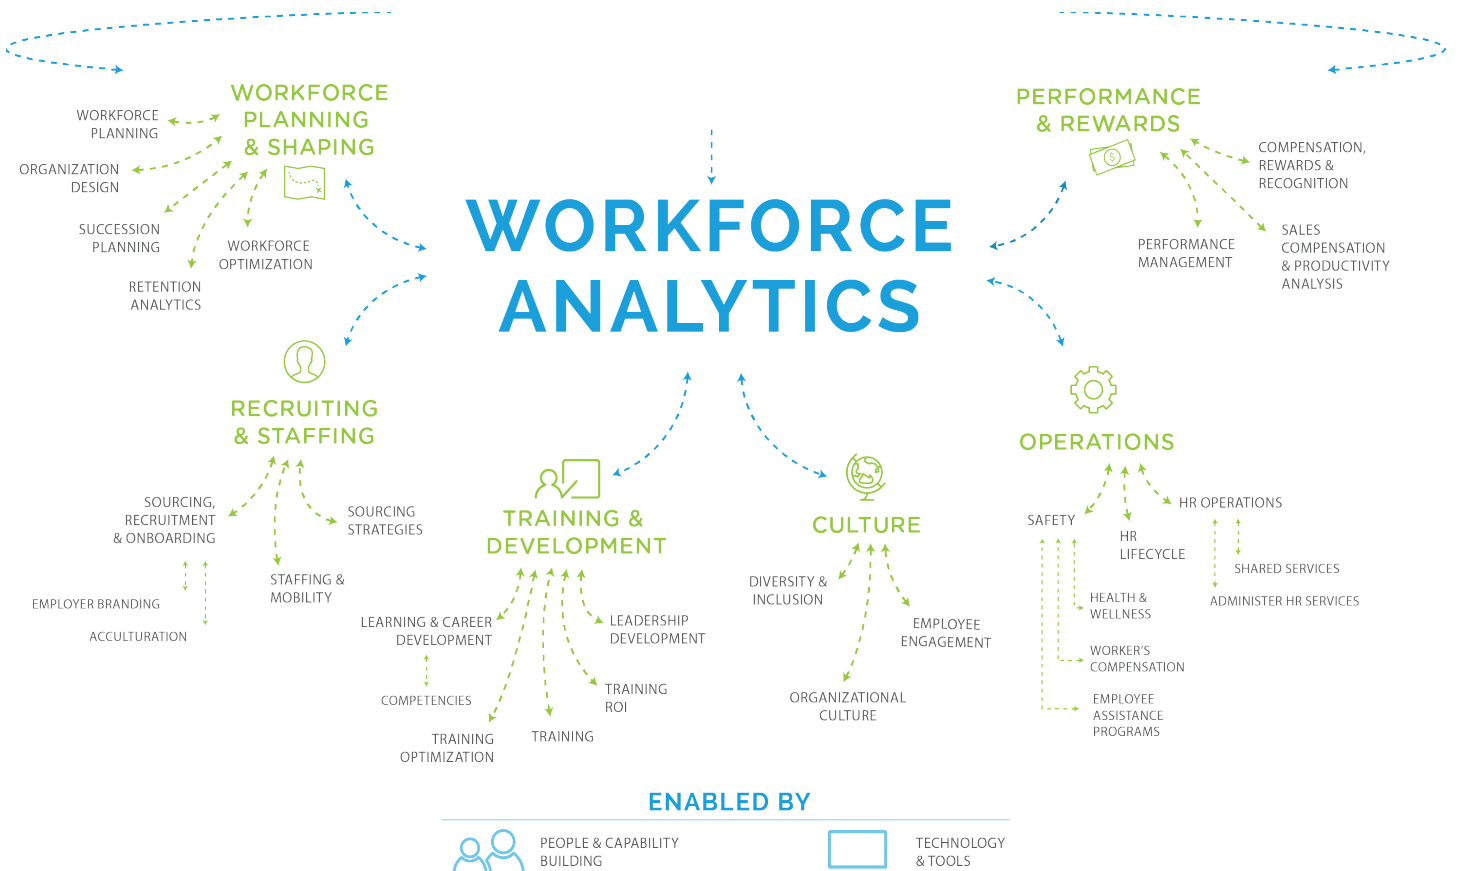 WORKFORCE
PLANNING
& SHAPING
WORKFORCE
PLANNING
ORGANIZATION
DESIGN
SUCCESSION
PLANNING
RETENTION
ANALYTICS
WORKFORCE
OPTIMIZATION
PERFORMANCE
& REWARDS
COMPENSATION,
REWARDS &
RECOGNITION
PERFORMANCE
MANAGEMENT
SALES
COMPENSATION
& PRODUCTIVITY
ANALYSIS
WORKFORCE
ANALYTICS
RECRUITING
& STAFFING
SOURCING,
RECRUITMENT
& ONBOARDING
EMPLOYER BRANDING
ACCULTURATION
STAFFING &
MOBILITY
SOURCING
STRATEGIES
TRAINING &
DEVELOPMENT
LEARNING & CAREER
DEVELOPMENT
COMPETENCIES
TRAINING
OPTIMIZATION
TRAINING
TRAINING
ROI
LEADERSHIP
DEVELOPMENT
CULTURE
DIVERSITY &
INCLUSION
ORGANIZATIONAL
CULTURE
EMPLOYEE
ENGAGEMENT
OPERATIONS
SAFETY
HR
LIFECYCLE
HR OPERATIONS
SHARED SERVICES
ADMINISTER HR SERVICES
HEALTH &
WELLNESS
WORKER'S
COMPENSATION
EMPLOYEE
ASSISTANCE
PROGRAMS
ENABLED BY
PEOPLE & CAPABILITY
BUILDING
TECHNOLOGY
& TOOLS